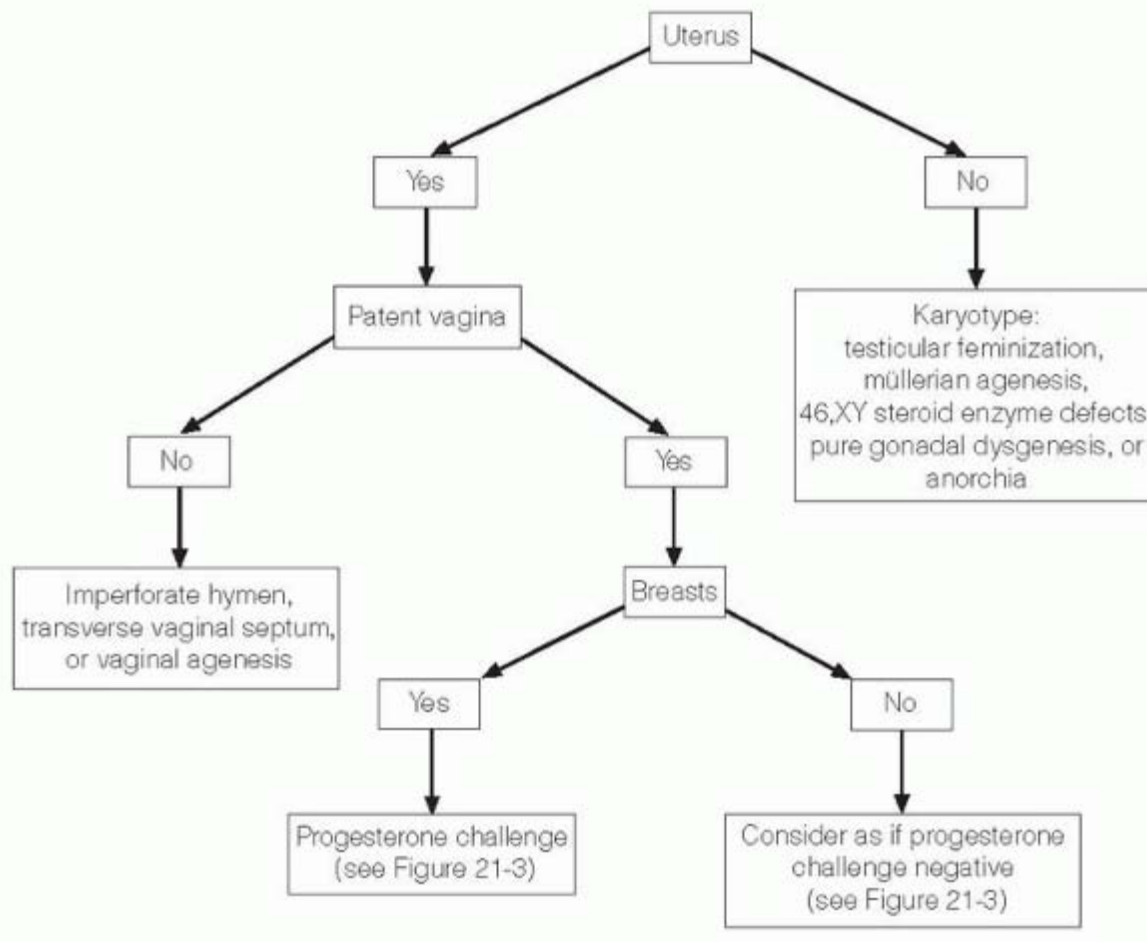 Uterus
Yes
No
Patent vagina
Karyotype:
testicular feminization,
müllerian agenesis,
46,XY steroid enzyme defects
pure gonadal dysgenesis, or
anorchia
No
Yes
Imperforate hymen,
transverse vaginal septum,
or vaginal agenesis
Breasts
Yes
No
Progesterone challenge
(see Figure 21-3)
Consider as if progesterone
challenge negative
(see Figure 21-3)